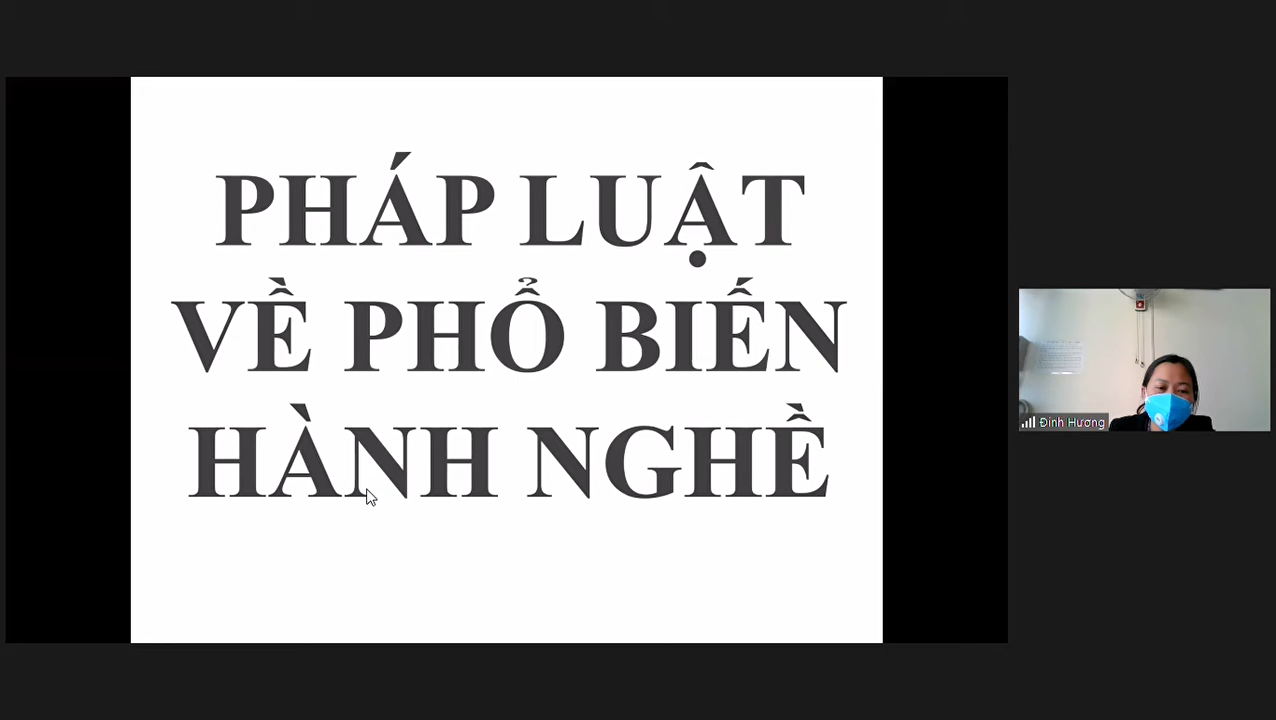 PHÁP LUẬT
VỀ PHỔ BIẾN
HÀNH NGHỀ
Đinh Hương